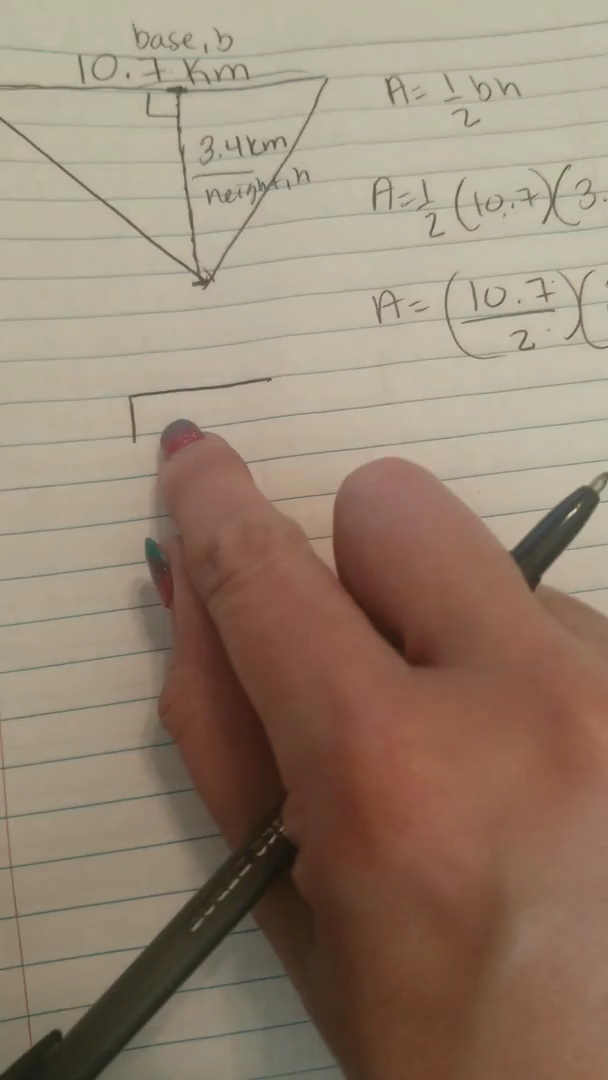 base, b
10.7 km
3.4km
height, h
A = 1/2 bh
A = 1/2 (10.7)(3.
A = (10.7/2)(